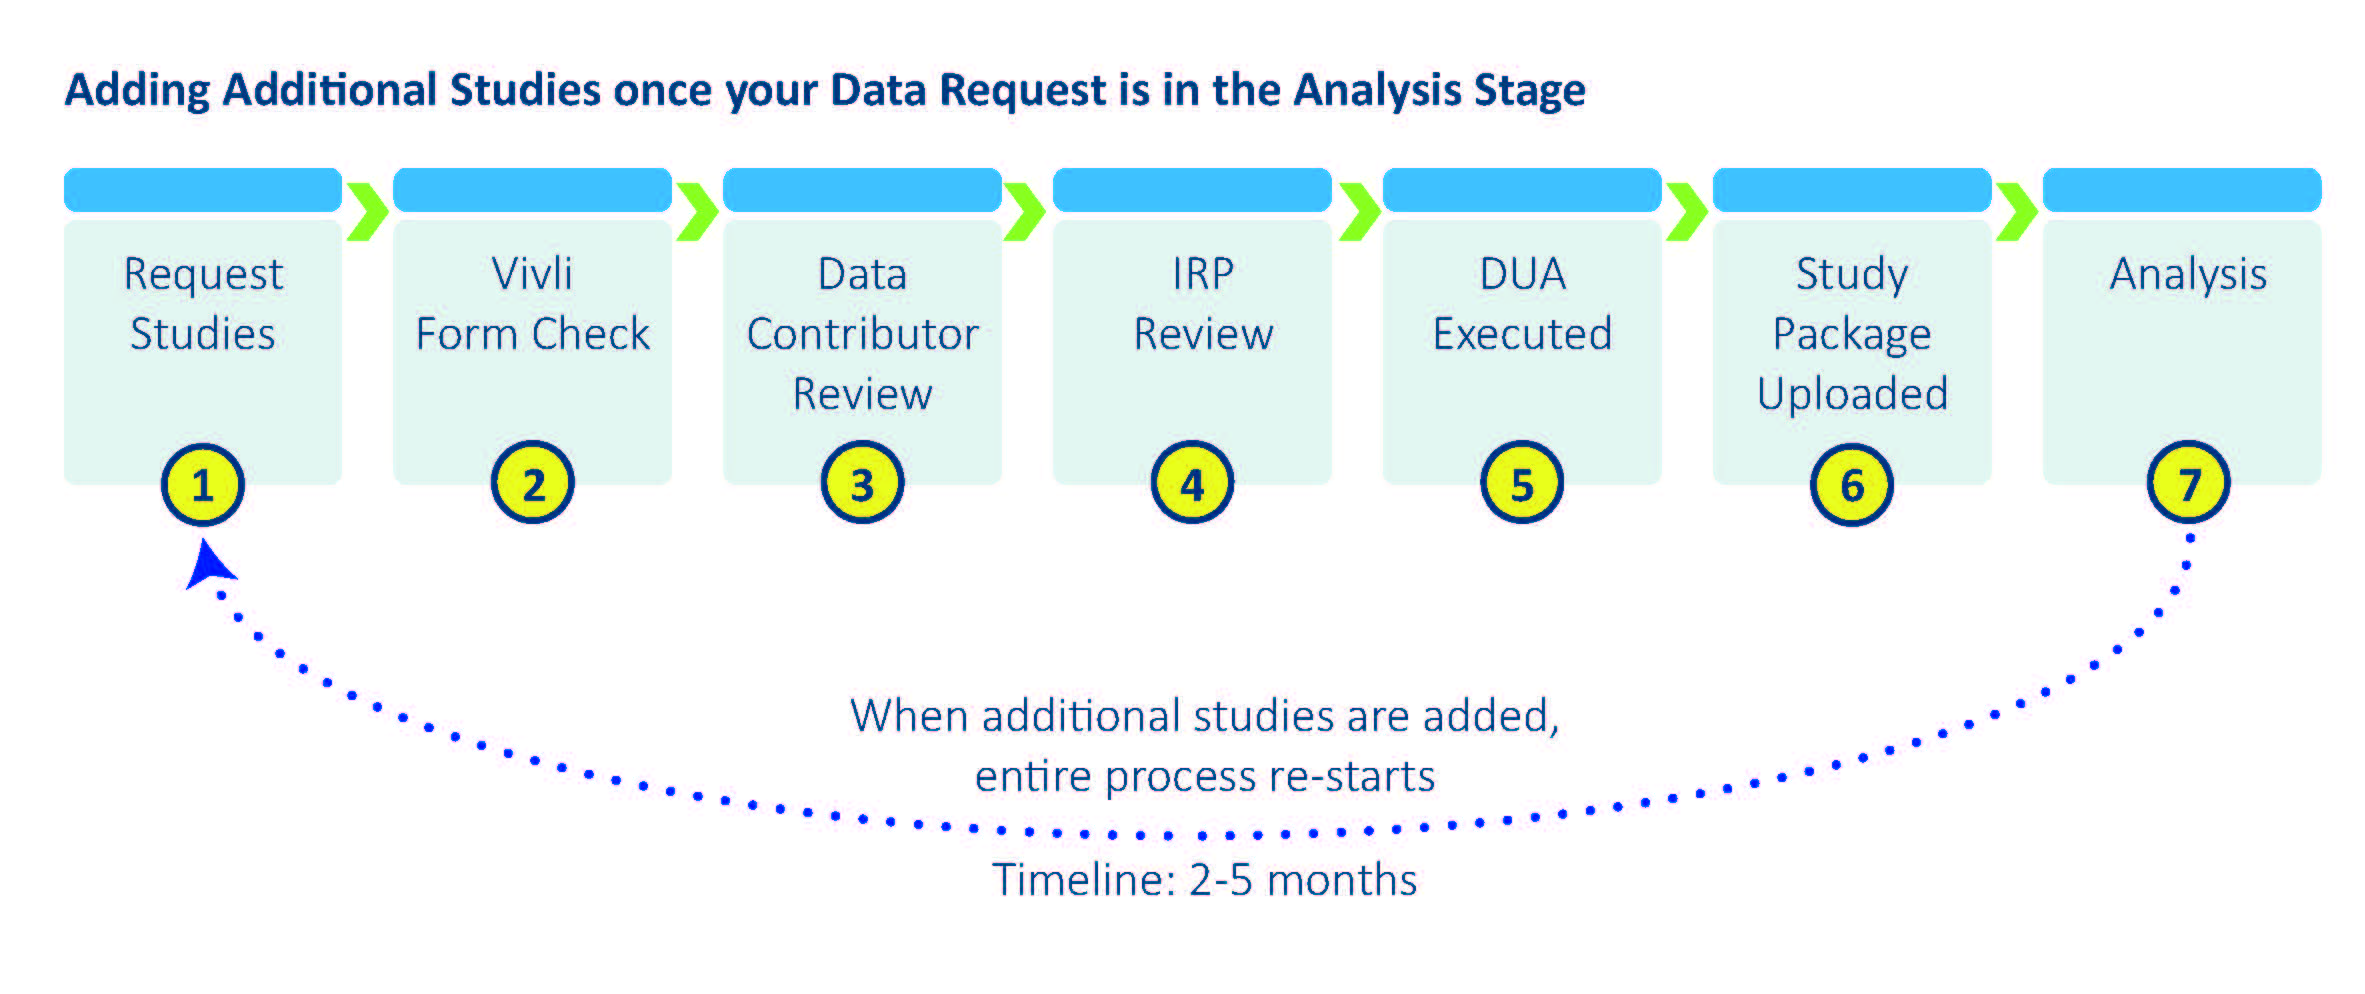 Adding Additional Studies once your Data Request is in the Analysis Stage
Request
Studies
1
Vivli
Form Check
2
Data
Contributor
Review
3
IRP
Review
4
DUA
Executed
5
Study
Package
Uploaded
6
Analysis
7
When additional studies are added,
entire process re-starts
Timeline: 2-5 months